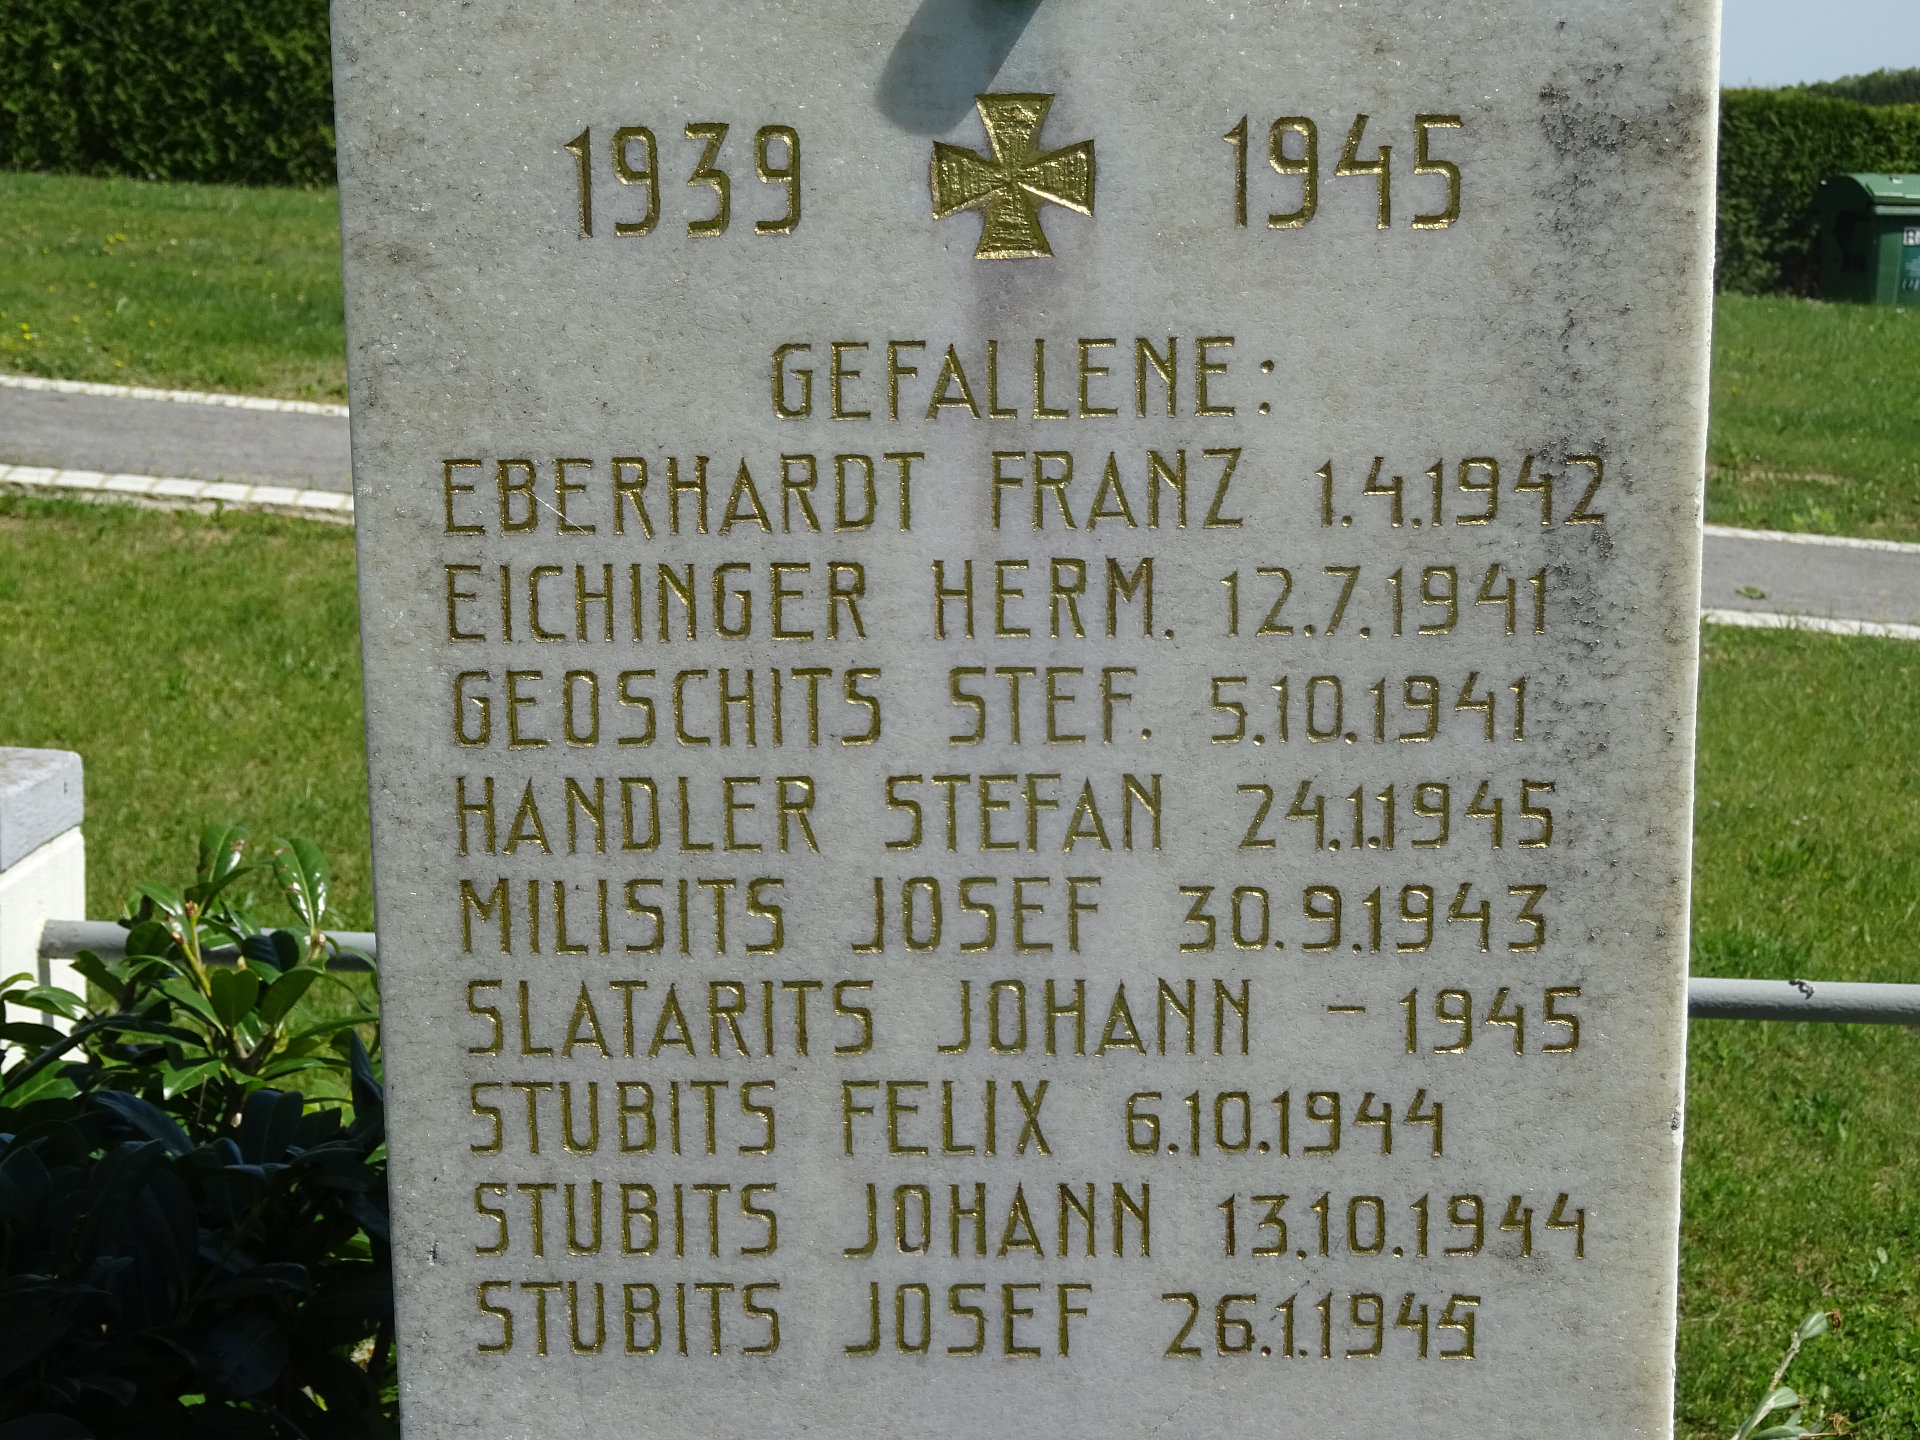 1939 1945
GEFALLENE:
EBERHARDT FRANZ 1.4.1942
EICHINGER HERM. 12.7.1941
GEOSCHITS STEF. 5.10.1941
HANDLER STEFAN 24.1.1945
MILISITS JOSEF 30.9.1943
SLATARITS JOHANN - 1945
STUBITS FELIX 6.10.1944
STUBITS JOHANN 13.10.1944
STUBITS JOSEF 26.1.1945